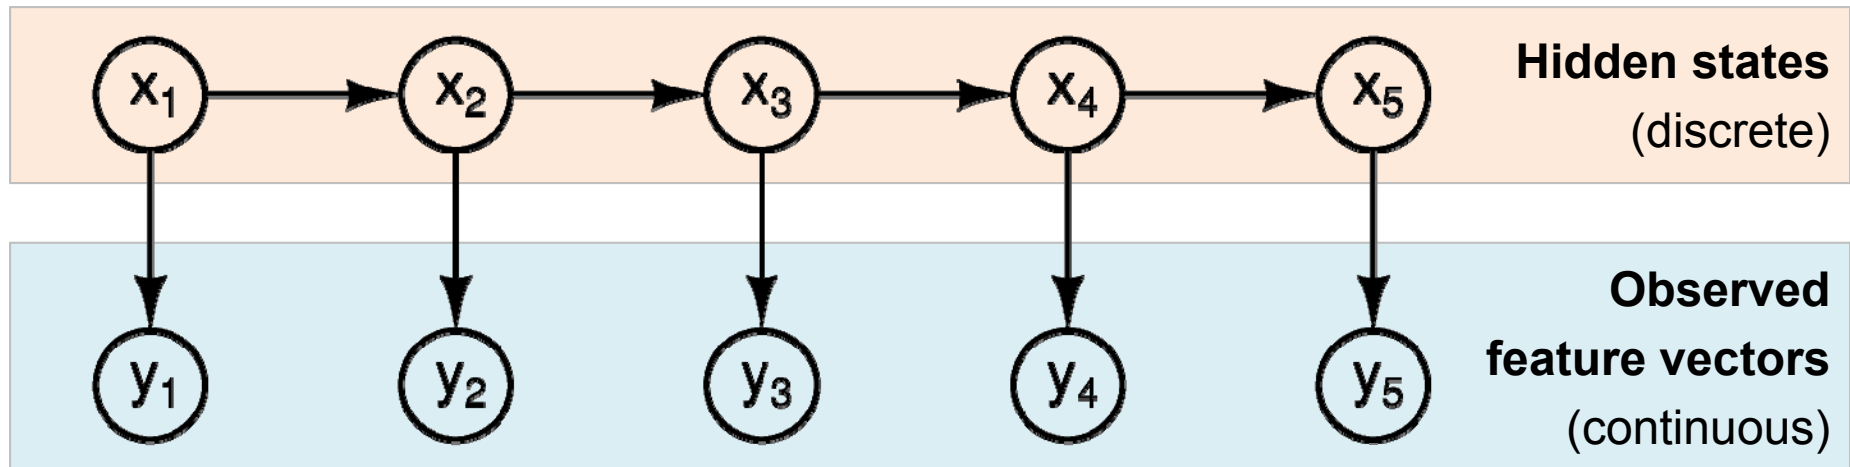 x₁ x₂ x₃ x₄ x₅
Hidden states
(discrete)
y₁ y₂ y₃ y₄ y₅
Observed
feature vectors
(continuous)